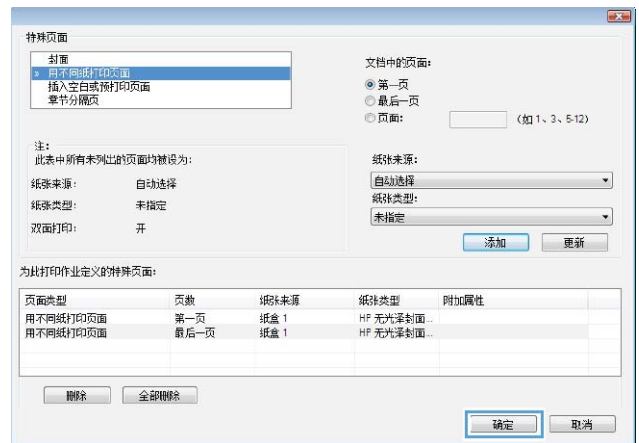 特殊页面
封面
» 用不同纸打印页面
插入空白或预打印页面
章节分隔页
文档中的页面:
第一页
最后一页
页面: (如 1、3、5-12)
注:
此表中所有未列出的页面均被设为:
纸张来源: 自动选择
纸张类型: 未指定
双面打印: 开
纸张来源:
自动选择
纸张类型:
未指定
添加 更新
为此打印作业定义的特殊页面:
页面类型 页数 纸张来源 纸张类型 附加属性
用不同纸打印页面 第一页 纸盒 1 HP 无光泽封面...
用不同纸打印页面 最后一页 纸盒 1 HP 无光泽封面...
删除 全部删除
确定 取消